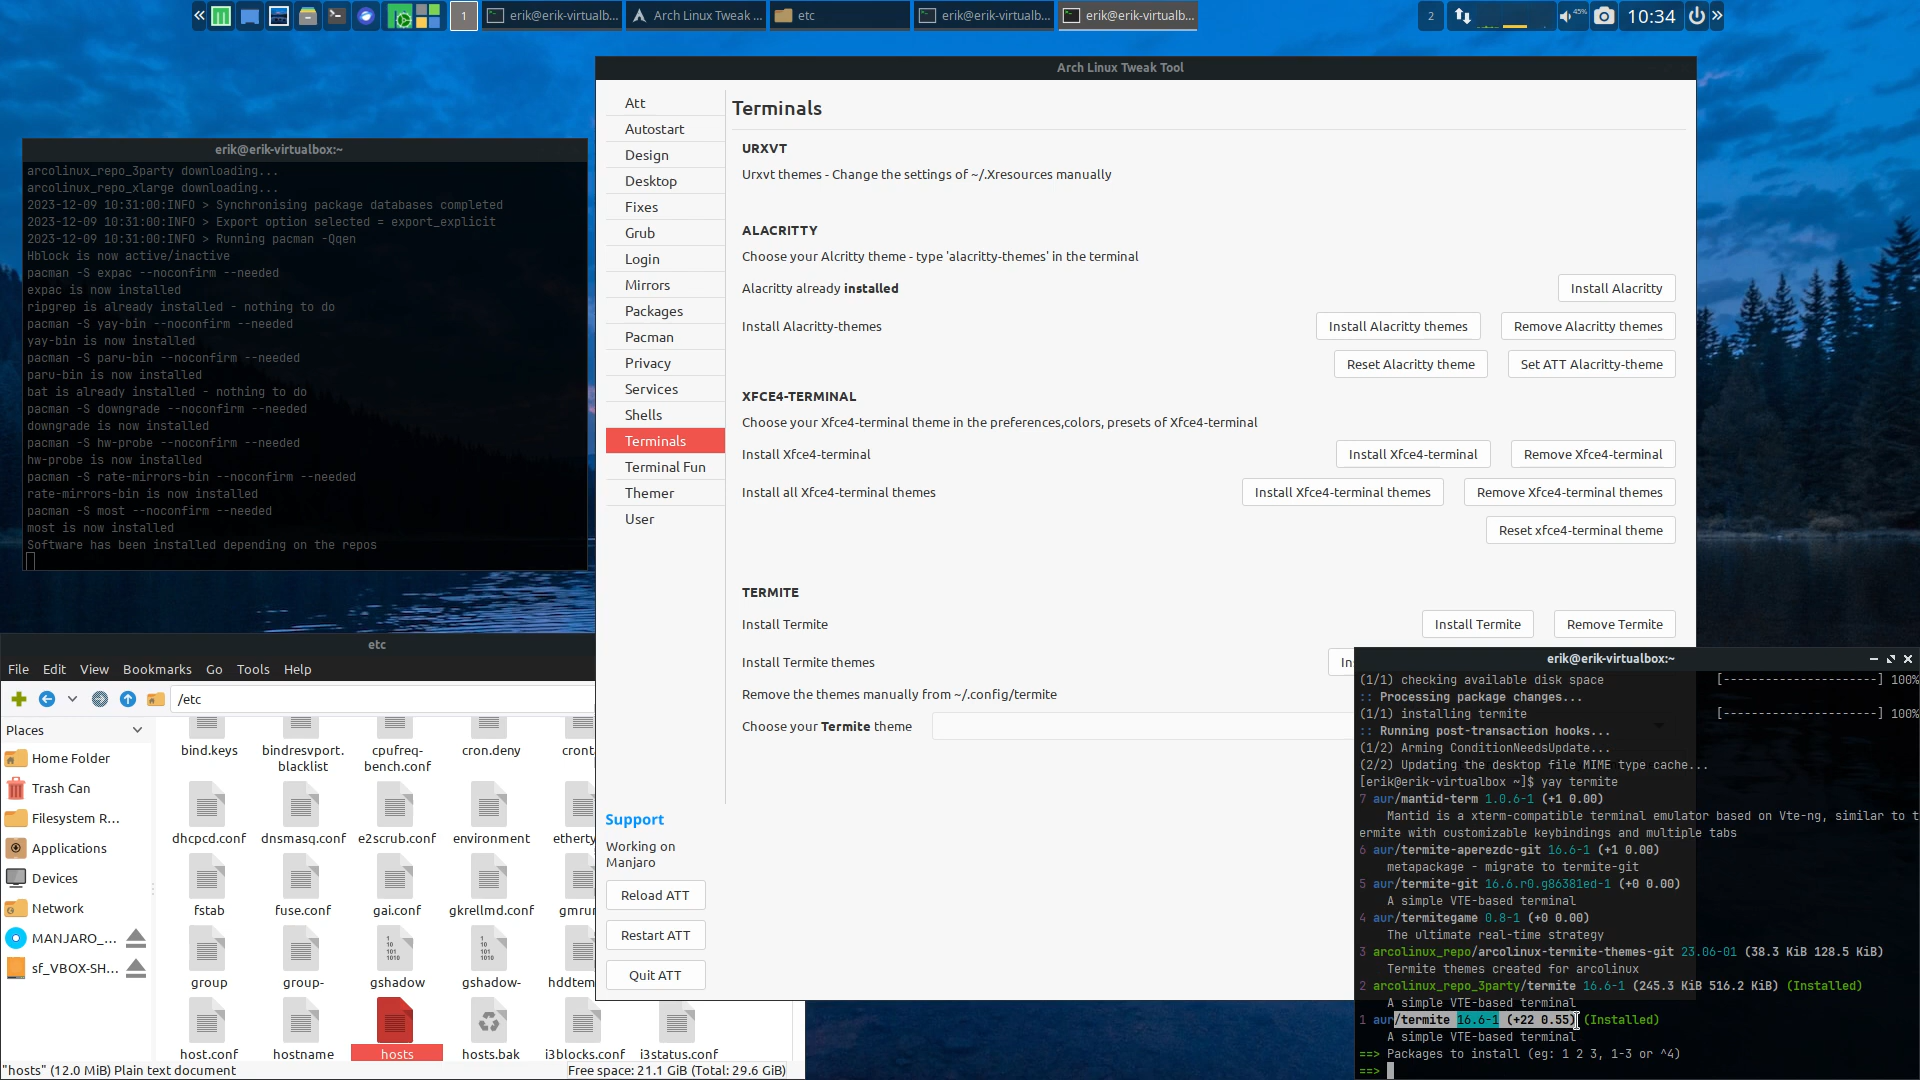 1
erik@erik-virtualb...
Arch Linux Tweak ...
etc
erik@erik-virtualb...
erik@erik-virtualb...
2
45%
10:34
erik@erik-virtualbox:~
arcolinux_repo_3party downloading...
arcolinux_repo_xlarge downloading...
2023-12-09 10:31:00:INFO > Synchronising package databases completed
2023-12-09 10:31:00:INFO > Export option selected = export_explicit
2023-12-09 10:31:00:INFO > Running pacman -Qqen
Hblock is now active/inactive
pacman -S expac --noconfirm --needed
expac is now installed
ripgrep is already installed - nothing to do
pacman -S yay-bin --noconfirm --needed
yay-bin is now installed
pacman -S paru-bin --noconfirm --needed
paru-bin is now installed
bat is already installed - nothing to do
pacman -S downgrade --noconfirm --needed
downgrade is now installed
pacman -S hw-probe --noconfirm --needed
hw-probe is now installed
pacman -S rate-mirrors-bin --noconfirm --needed
rate-mirrors-bin is now installed
pacman -S most --noconfirm --needed
most is now installed
Software has been installed depending on the repos
Arch Linux Tweak Tool
Att
Autostart
Design
Desktop
Fixes
Grub
Login
Mirrors
Packages
Pacman
Privacy
Services
Shells
Terminals
Terminal Fun
Themer
User
Support
Working on
Manjaro
Reload ATT
Restart ATT
Quit ATT
Terminals
URXVT
Urxvt themes - Change the settings of ~/.Xresources manually
ALACRITTY
Choose your Alcritty theme - type 'alacritty-themes' in the terminal
Alacritty already installed
Install Alacritty
Install Alacritty-themes
Install Alacritty themes
Remove Alacritty themes
Reset Alacritty theme
Set ATT Alacritty-theme
XFCE4-TERMINAL
Choose your Xfce4-terminal theme in the preferences,colors, presets of Xfce4-terminal
Install Xfce4-terminal
Install Xfce4-terminal
Remove Xfce4-terminal
Install all Xfce4-terminal themes
Install Xfce4-terminal themes
Remove Xfce4-terminal themes
Reset xfce4-terminal theme
TERMITE
Install Termite
Install Termite
Remove Termite
Install Termite themes
In
Remove the themes manually from ~/.config/termite
Choose your Termite theme
etc
File Edit View Bookmarks Go Tools Help
/etc
Places
Home Folder
Trash Can
Filesystem R...
Applications
Devices
Network
MANJARO_...
sf_VBOX-SH...
bind.keys
bindresvport.
blacklist
cpufreq-
bench.conf
cron.deny
cront
dhcpcd.conf
dnsmasq.conf
e2scrub.conf
environment
etherty
fstab
fuse.conf
gai.conf
gkrellmd.conf
gmrur
group
group-
gshadow
gshadow-
hddtem
host.conf
hostname
hosts
hosts.bak
i3blocks.conf
i3status.conf
"hosts" (12.0 MiB) Plain text document
Free space: 21.1 GiB (Total: 29.6 GiB)
erik@erik-virtualbox:~
(1/1) checking available disk space [----------------------] 100%
:: Processing package changes...
(1/1) installing termite [----------------------] 100%
:: Running post-transaction hooks...
(1/2) Arming ConditionNeedsUpdate...
(2/2) Updating the desktop file MIME type cache...
[erik@erik-virtualbox ~]$ yay termite
7 aur/mantid-term 1.0.6-1 (+1 0.00)
Mantid is a xterm-compatible terminal emulator based on Vte-ng, similar to t
ermite with customizable keybindings and multiple tabs
6 aur/termite-aperezdc-git 16.6-1 (+1 0.00)
metapackage - migrate to termite-git
5 aur/termite-git 16.6.r0.g86381ed-1 (+0 0.00)
A simple VTE-based terminal
4 aur/termitegame 0.8-1 (+0 0.00)
The ultimate real-time strategy
3 arcolinux_repo/arcolinux-termite-themes-git 23.06-01 (38.3 KiB 128.5 KiB)
Termite themes created for arcolinux
2 arcolinux_repo_3party/termite 16.6-1 (245.3 KiB 516.2 KiB) (Installed)
A simple VTE-based terminal
1 aur/termite 16.6-1 (+22 0.55) (Installed)
A simple VTE-based terminal
==> Packages to install (eg: 1 2 3, 1-3 or ^4)
==>